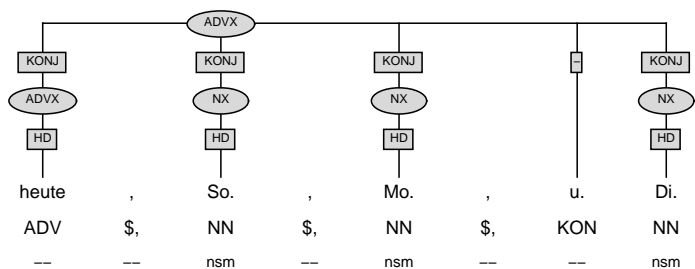 ADVX
KONJ KONJ KONJ – KONJ
ADVX NX NX NX
HD HD HD HD
heute , So. , Mo. , u. Di.
ADV $, NN $, NN $, KON NN
–– –– nsm –– nsm –– –– nsm